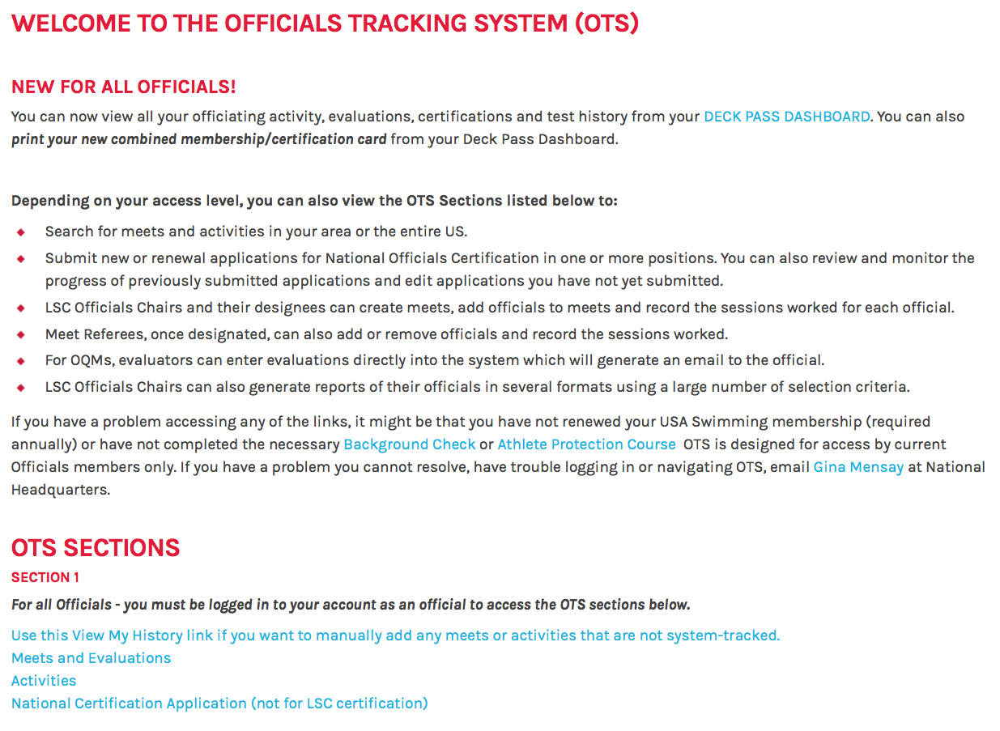 WELCOME TO THE OFFICIALS TRACKING SYSTEM (OTS)
NEW FOR ALL OFFICIALS!
You can now view all your officiating activity, evaluations, certifications and test history from your DECK PASS DASHBOARD. You can also
print your new combined membership/certification card from your Deck Pass Dashboard.
Depending on your access level, you can also view the OTS Sections listed below to:
Search for meets and activities in your area or the entire US.
Submit new or renewal applications for National Officials Certification in one or more positions. You can also review and monitor the
progress of previously submitted applications and edit applications you have not yet submitted.
LSC Officials Chairs and their designees can create meets, add officials to meets and record the sessions worked for each official.
Meet Referees, once designated, can also add or remove officials and record the sessions worked.
For OQMs, evaluators can enter evaluations directly into the system which will generate an email to the official.
LSC Officials Chairs can also generate reports of their officials in several formats using a large number of selection criteria.
If you have a problem accessing any of the links, it might be that you have not renewed your USA Swimming membership (required
annually) or have not completed the necessary Background Check or Athlete Protection Course OTS is designed for access by current
Officials members only. If you have a problem you cannot resolve, have trouble logging in or navigating OTS, email Gina Mensay at National
Headquarters.
OTS SECTIONS
SECTION 1
For all Officials - you must be logged in to your account as an official to access the OTS sections below.
Use this View My History link if you want to manually add any meets or activities that are not system-tracked.
Meets and Evaluations
Activities
National Certification Application (not for LSC certification)